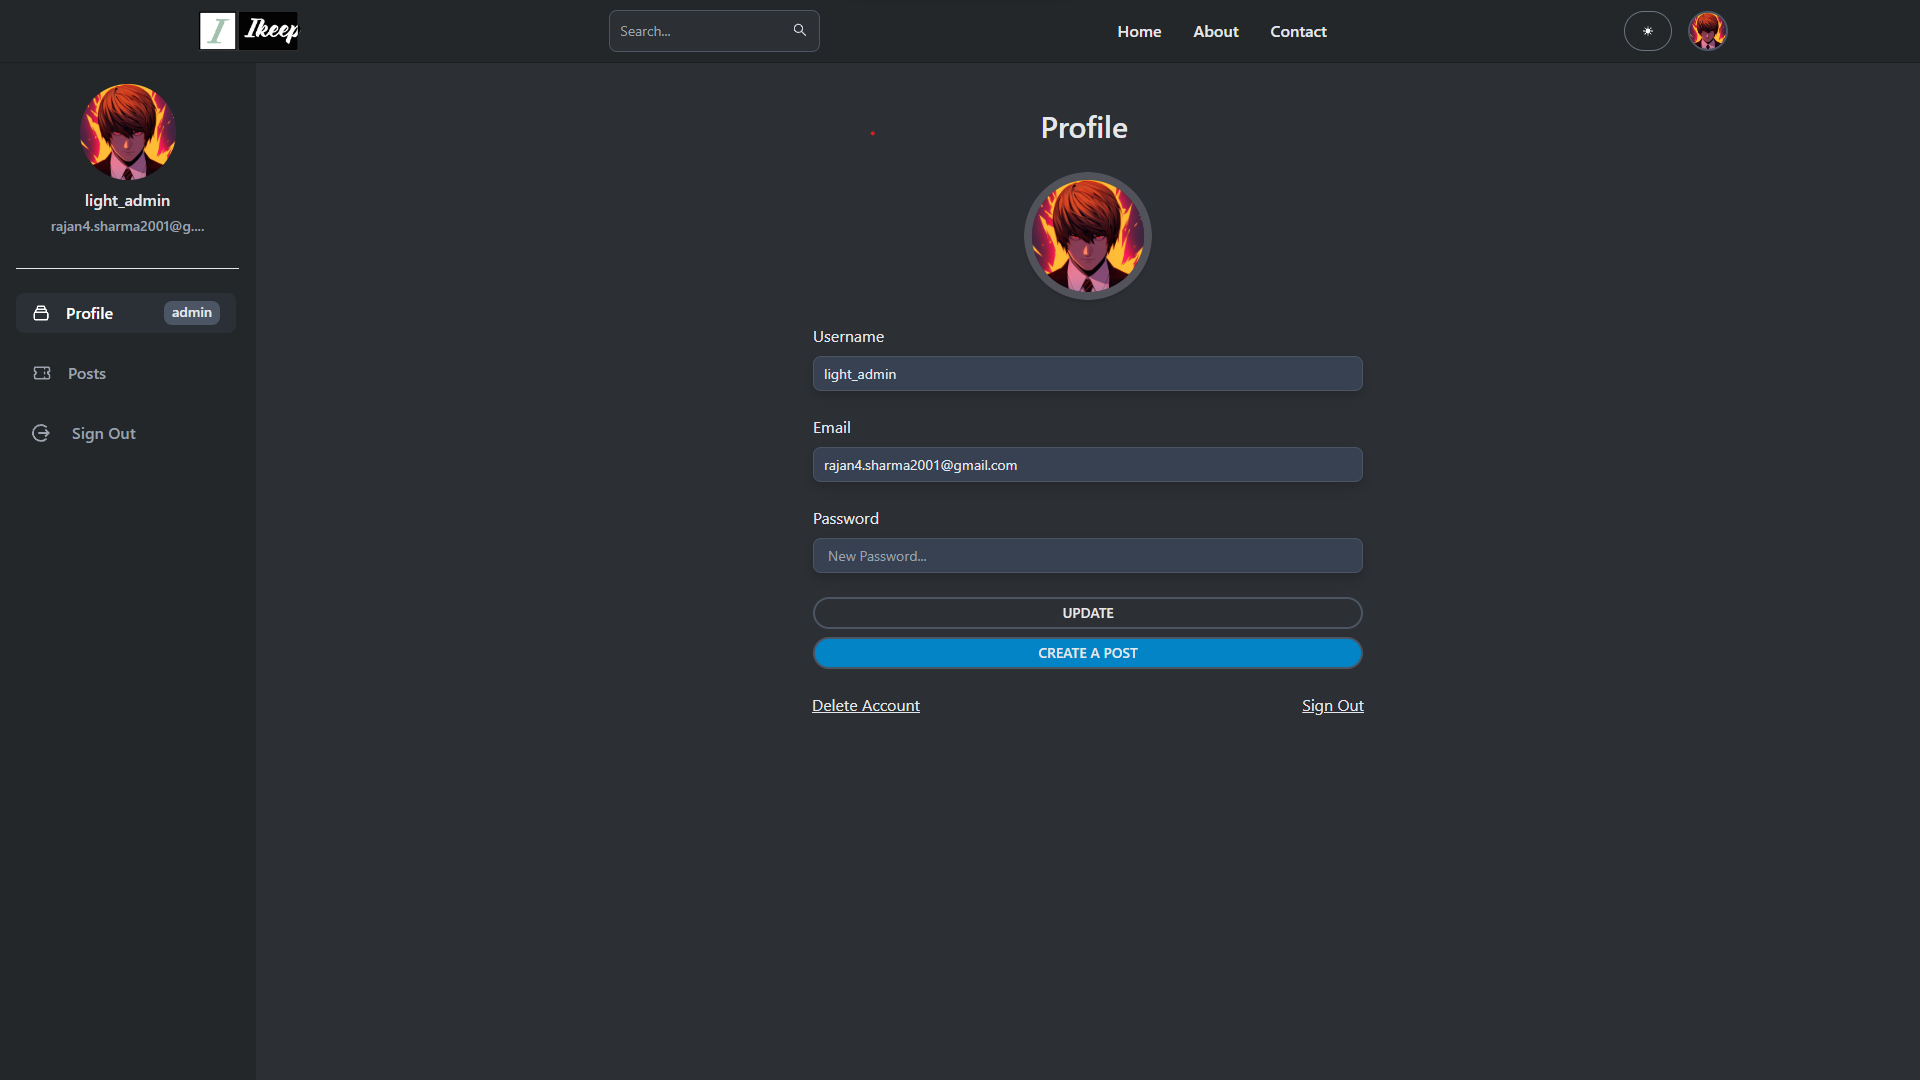 I Ikeep
Search...
Home About Contact
light_admin
rajan4.sharma2001@g....
Profile admin
Posts
Sign Out
Profile
Username
light_admin
Email
rajan4.sharma2001@gmail.com
Password
New Password...
UPDATE
CREATE A POST
Delete Account Sign Out